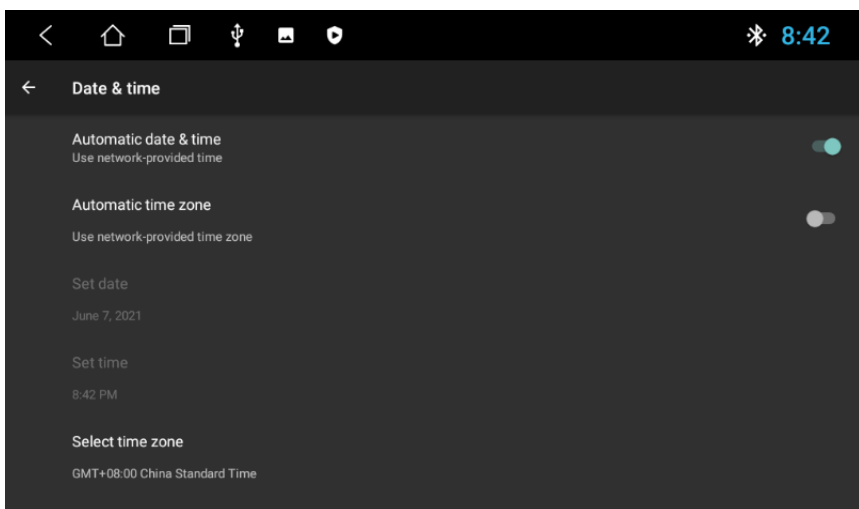 8:42
Date & time
Automatic date & time
Use network-provided time
Automatic time zone
Use network-provided time zone
Set date
June 7, 2021
Set time
8:42 PM
Select time zone
GMT+08:00 China Standard Time